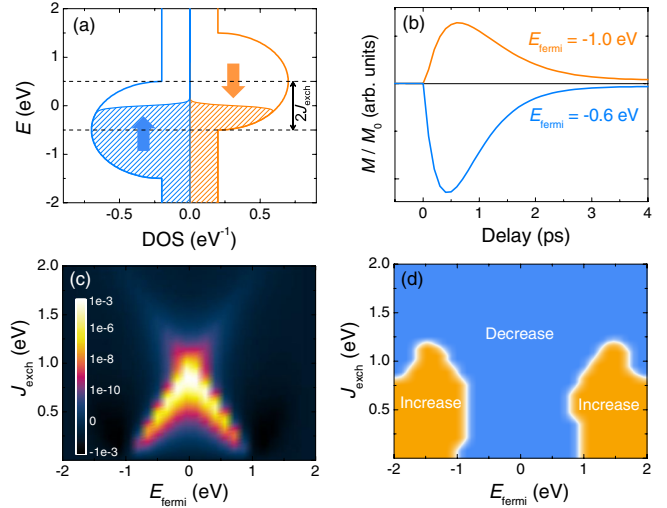 (a)
E (eV)
2
1
0
-1
-2
2Jexch
-0.5
0.0
0.5
DOS (eV-1)
(b)
M / M0 (arb. units)
Efermi = -1.0 eV
Efermi = -0.6 eV
0
1
2
3
4
Delay (ps)
(c)
Jexch (eV)
2.0
1.5
1.0
0.5
1e-3
1e-6
1e-8
1e-10
0
-1e-3
-2
-1
0
1
2
Efermi (eV)
(d)
Jexch (eV)
2.0
1.5
1.0
0.5
Decrease
Increase
Increase
-2
-1
0
1
2
Efermi (eV)